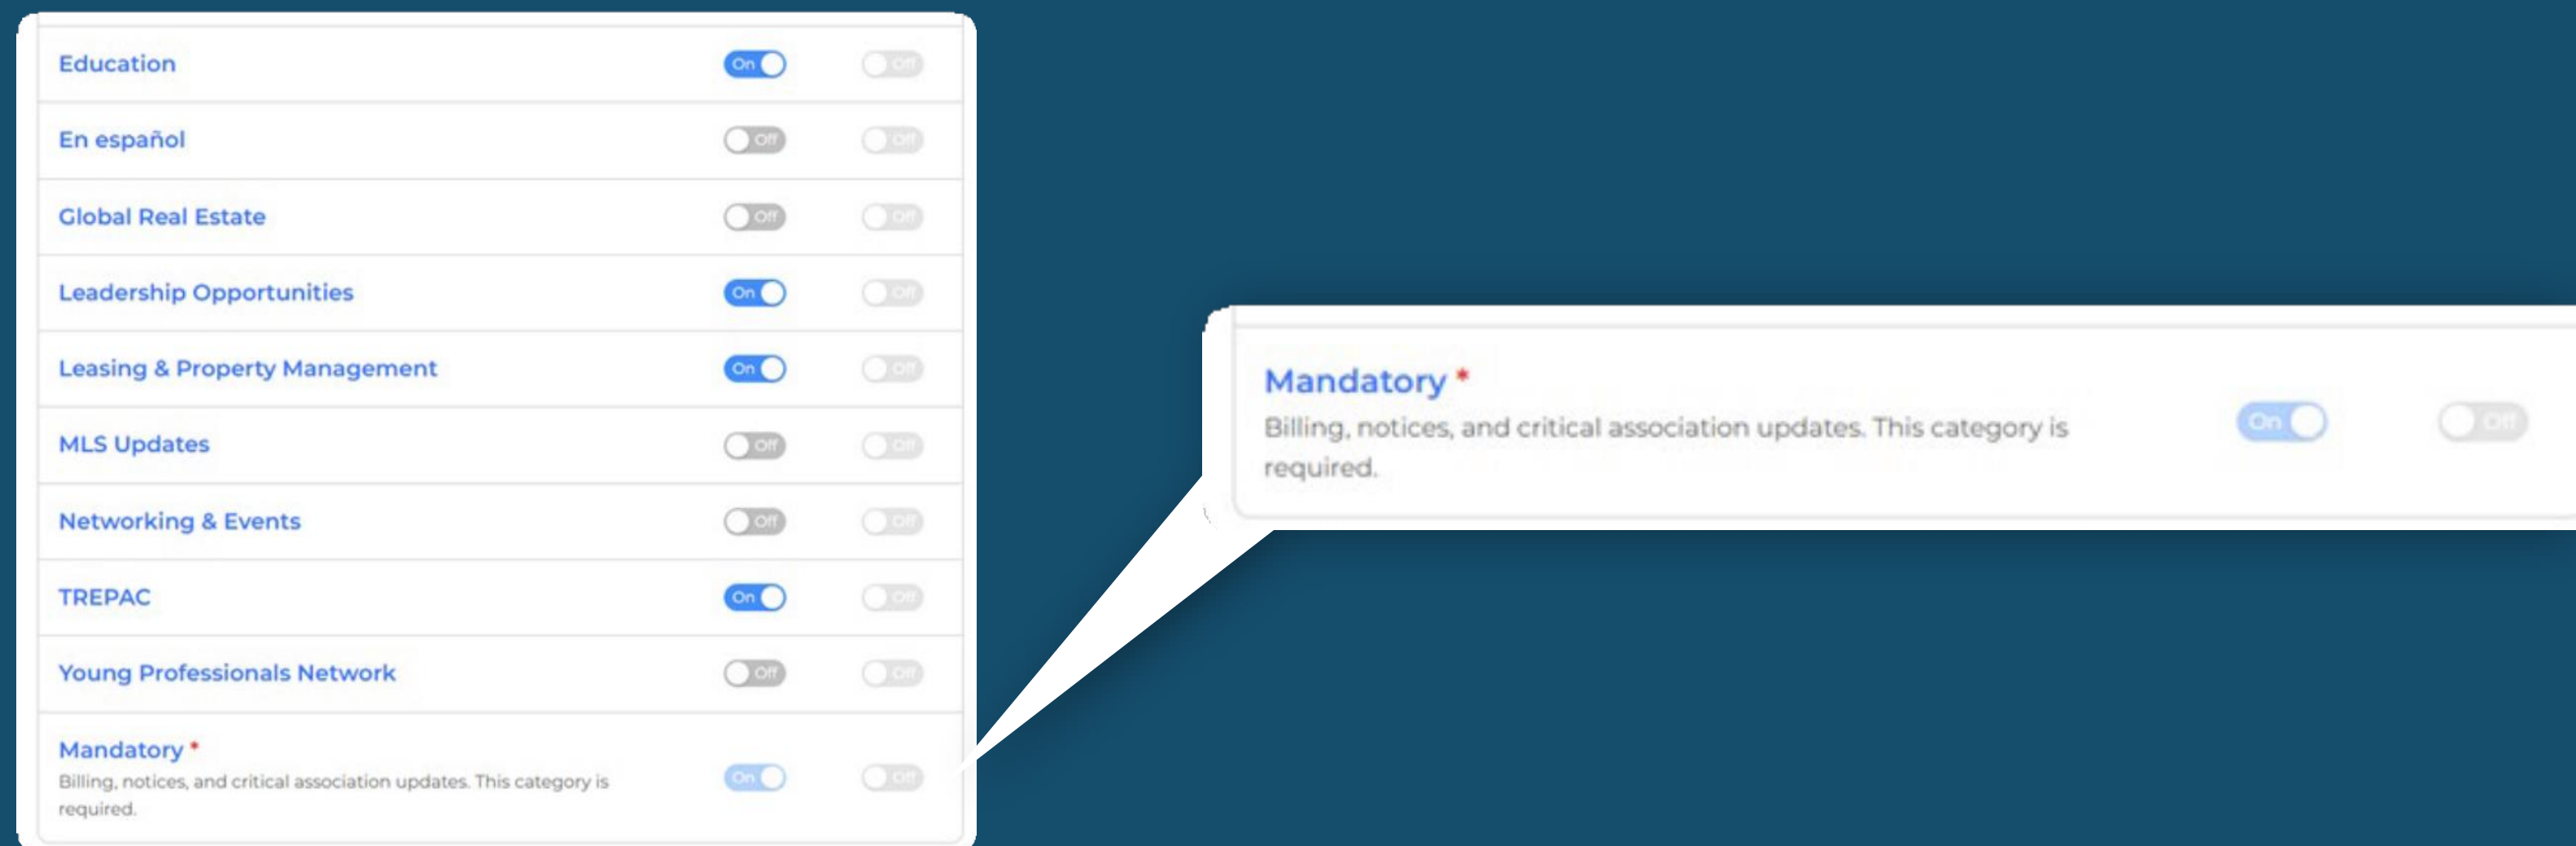 Education On Off
En español Off Off
Global Real Estate Off Off
Leadership Opportunities On Off
Leasing & Property Management On Off
MLS Updates Off Off
Networking & Events Off Off
TREPAC On Off
Young Professionals Network Off Off
Mandatory *
Billing, notices, and critical association updates. This category is
required.
On Off
Mandatory *
Billing, notices, and critical association updates. This category is
required.
On Off